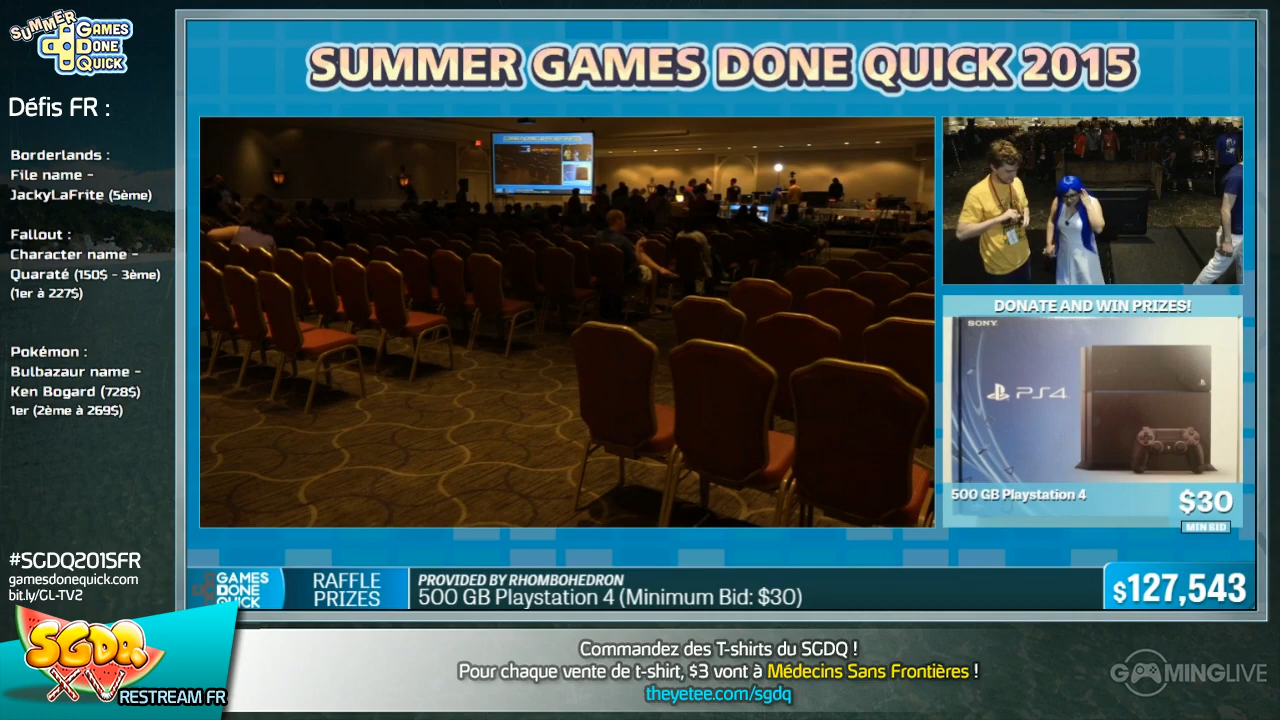 SUMMER
GAMES
DONE
QUICK
Défis FR :
Borderlands :
File name -
JackyLaFrite (5ème)
Fallout :
Character name -
Quaraté (150$ - 3ème)
(1er à 227$)
Pokémon :
Bulbazaur name -
Ken Bogard (728$)
1er (2ème à 269$)
#SGDQ2015FR
gamesdonequick.com
bit.ly/GL-TV2
SGDQ
XV
RESTREAM FR
SUMMER GAMES DONE QUICK 2015
DONATE AND WIN PRIZES!
SONY
PS4
500 GB Playstation 4
$30
MIN BID
GAMES
DONE
QUICK
RAFFLE
PRIZES
PROVIDED BY RHOMBOHEDRON
500 GB Playstation 4 (Minimum Bid: $30)
$127,543
Commandez des T-shirts du SGDQ !
Pour chaque vente de t-shirt, $3 vont à Médecins Sans Frontières !
theyetee.com/sgdq
GAMINGLIVE